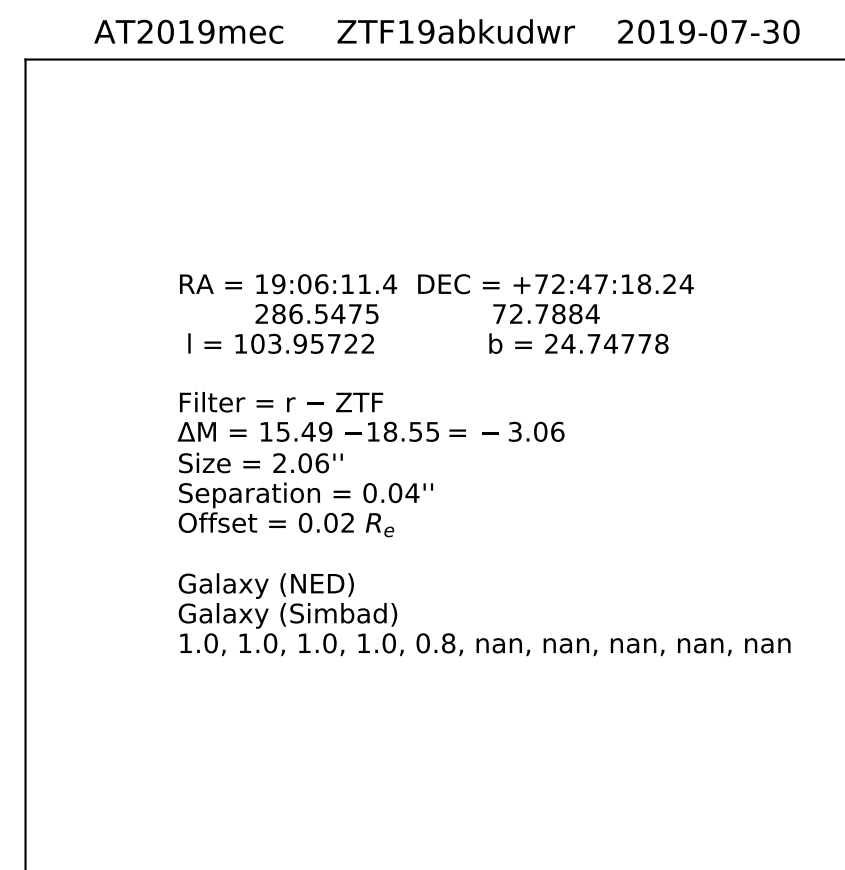 AT2019mec ZTF19abkudwr 2019-07-30
RA = 19:06:11.4 DEC = +72:47:18.24
286.5475 72.7884
l = 103.95722 b = 24.74778
Filter = r − ZTF
ΔM = 15.49 −18.55 = − 3.06
Size = 2.06''
Separation = 0.04''
Offset = 0.02 Rₑ
Galaxy (NED)
Galaxy (Simbad)
1.0, 1.0, 1.0, 1.0, 0.8, nan, nan, nan, nan, nan